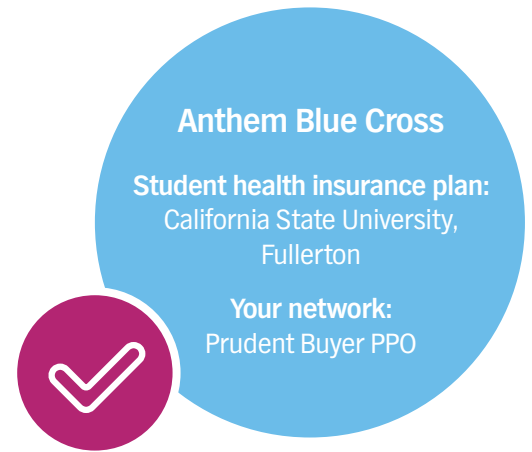 Anthem Blue Cross
Student health insurance plan:
California State University,
Fullerton
Your network:
Prudent Buyer PPO